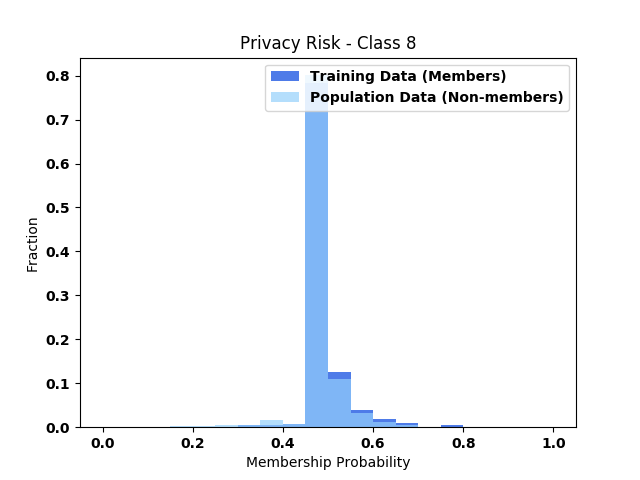 Privacy Risk - Class 8
Training Data (Members)
Population Data (Non-members)
Fraction
0.8
0.7
0.6
0.5
0.4
0.3
0.2
0.1
0.0
0.0 0.2 0.4 0.6 0.8 1.0
Membership Probability